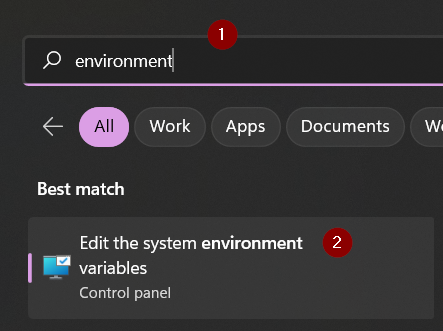 1
environment
All Work Apps Documents
Best match
Edit the system environment 2
variables
Control panel